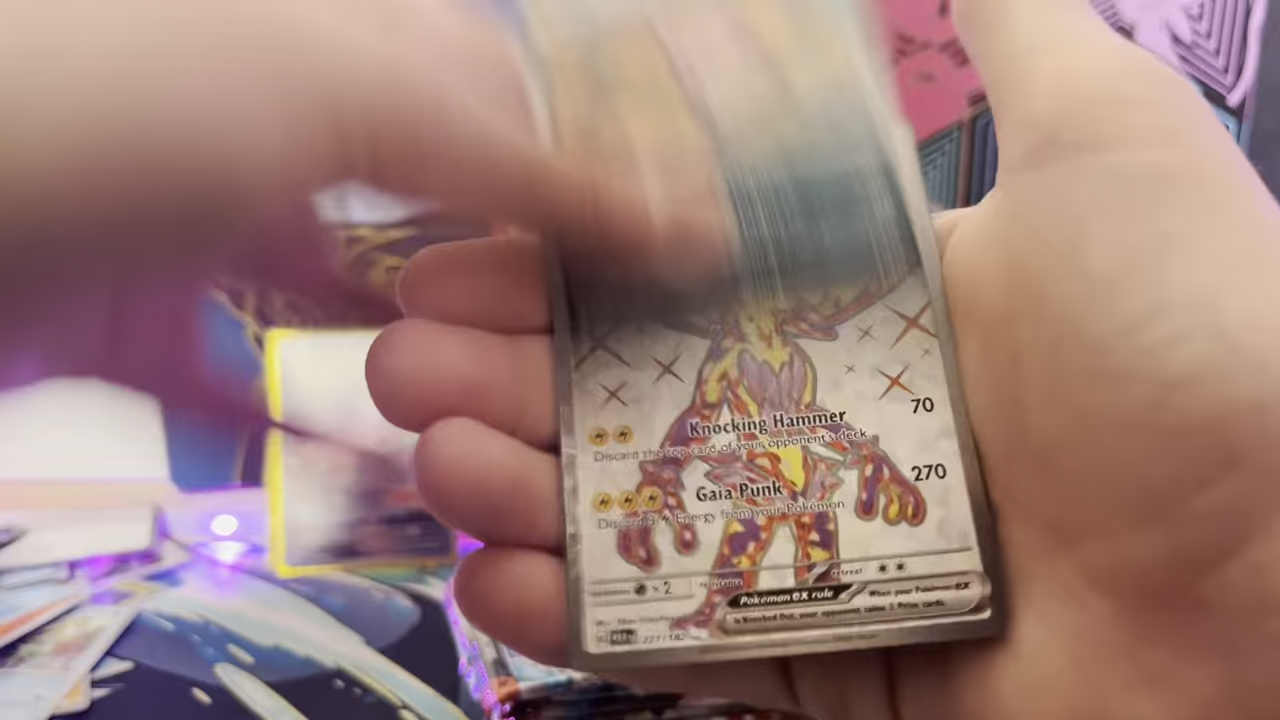 Knocking Hammer 70
Discard the top card of your opponent's deck.
Gaia Punk 270
Discard 3 Energy from your Pokémon
×2
resistance
retreat
Pokémon ex rule
When your Pokémon ex
is Knocked Out, your opponent takes 2 Prize cards.
/182